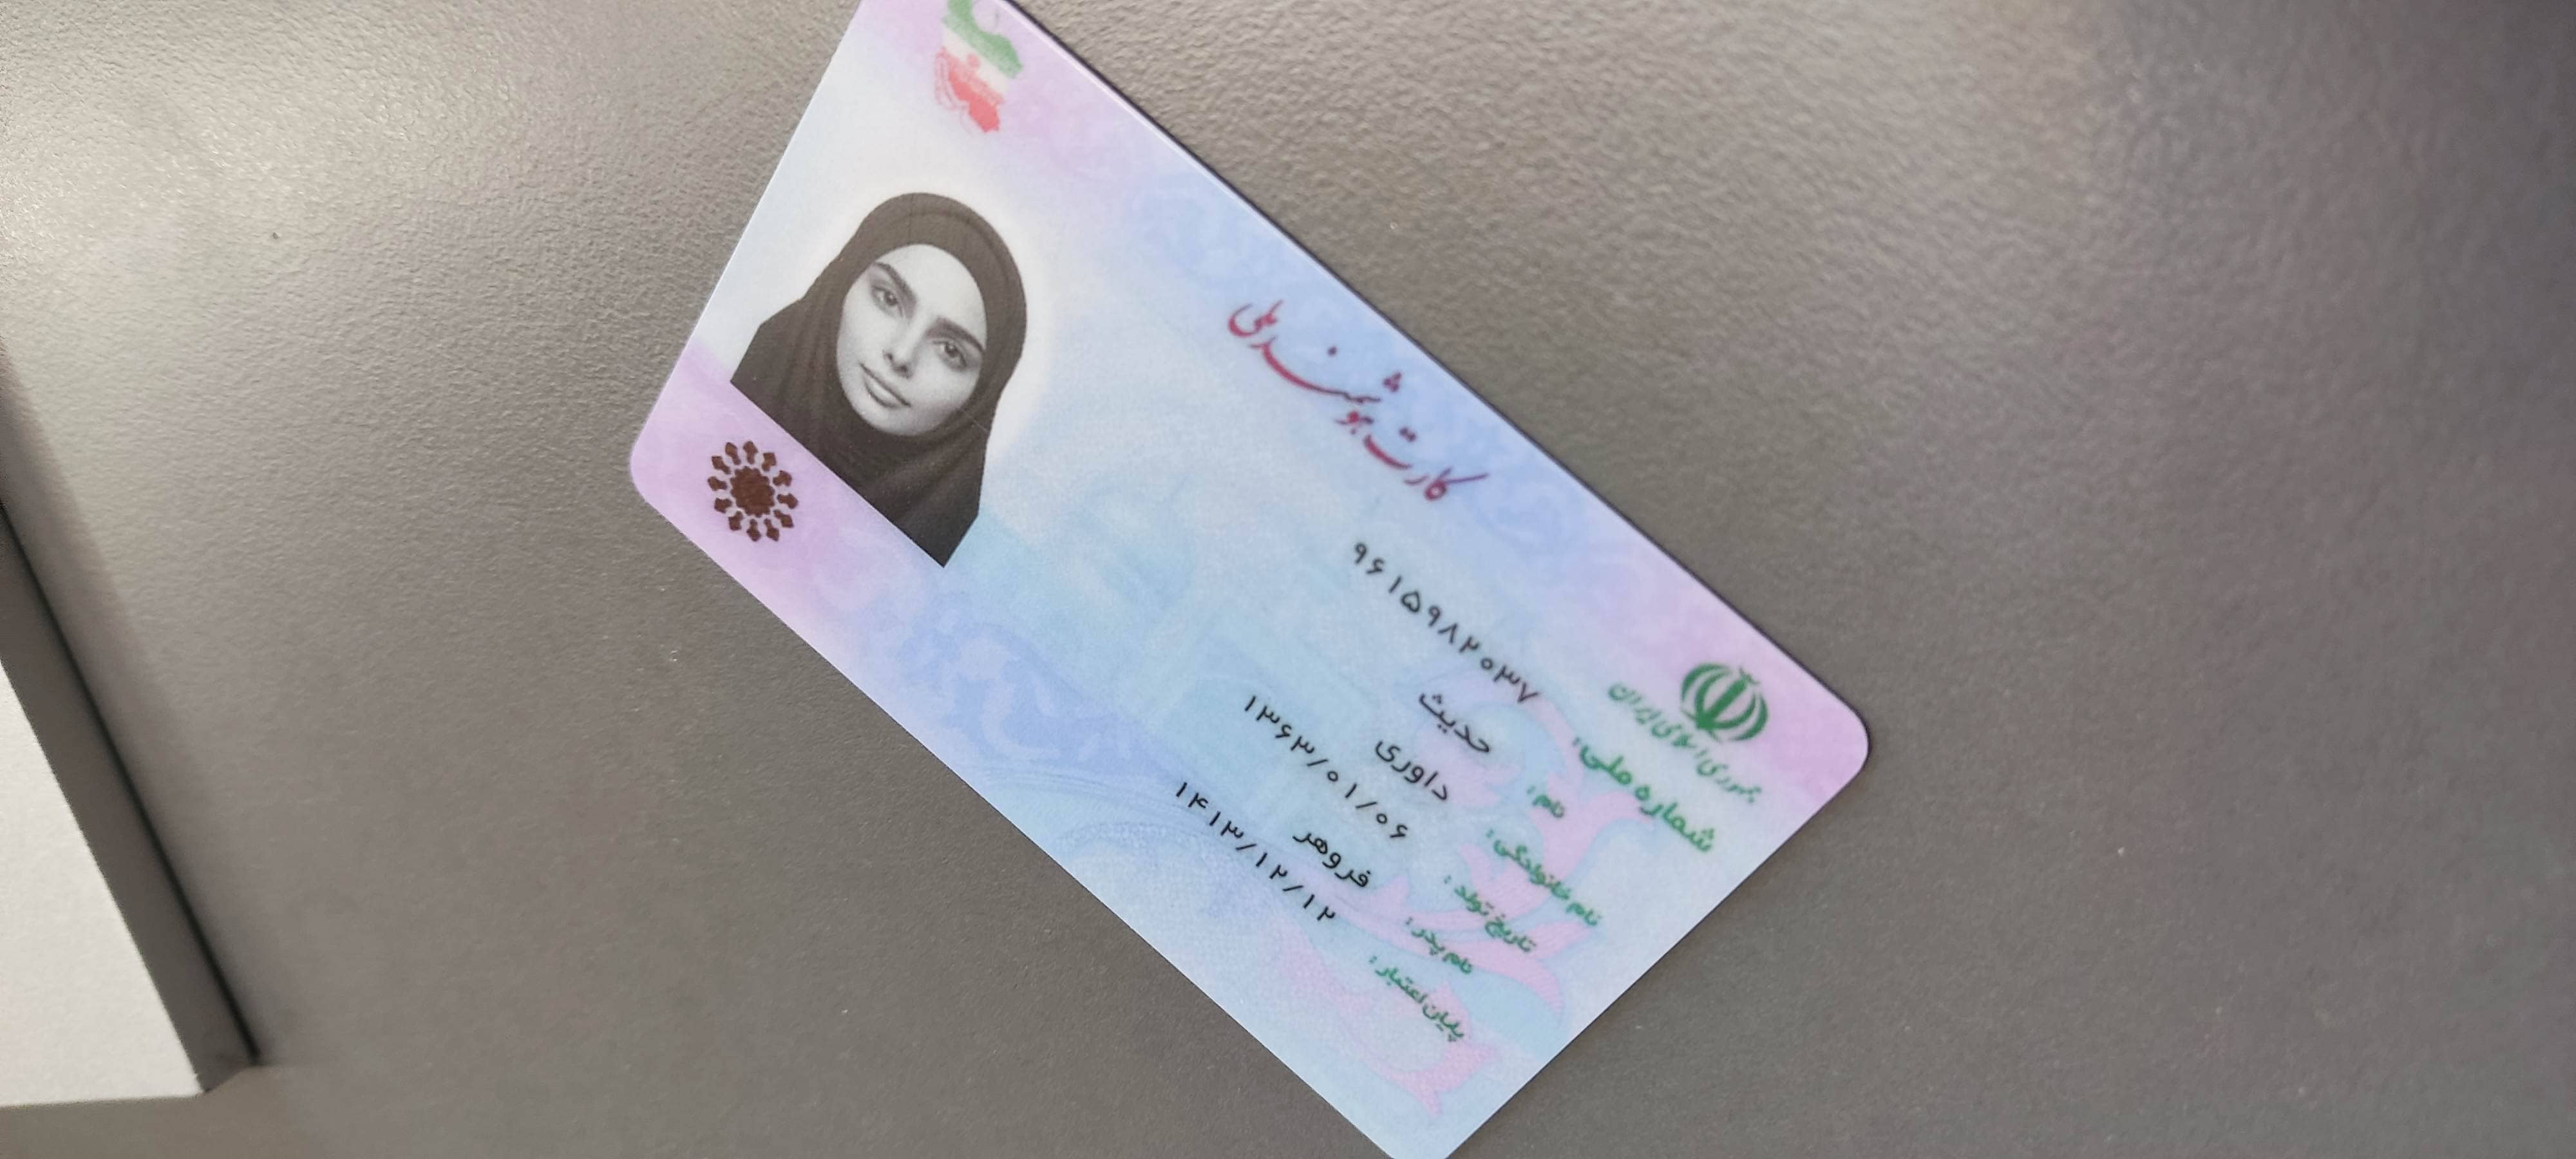 کارت هوشمند ملی
جمهوری اسلامی ایران
شماره ملی: ۹۶۱۵۹۸۲۰۳۷
نام: حدیث
نام خانوادگی: داوری
تاریخ تولد: ۱۳۶۳/۰۱/۰۶
نام پدر: فروهر
پایان اعتبار: ۱۴۱۳/۱۲/۱۲